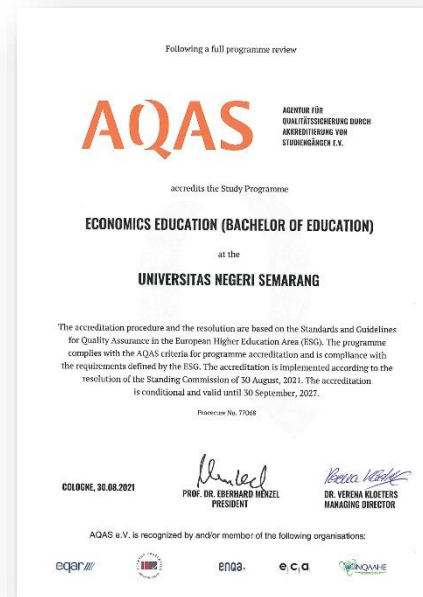 Following a full programme review
AQAS
AGENTUR FÜR
QUALITÄTSSICHERUNG DURCH
AKKREDITIERUNG VON
STUDIENGÄNGEN E.V.
accredits the Study Programme
ECONOMICS EDUCATION (BACHELOR OF EDUCATION)
at the
UNIVERSITAS NEGERI SEMARANG
The accreditation procedure and the resolution are based on the Standards and Guidelines
for Quality Assurance in the European Higher Education Area (ESG). The programme
complies with the AQAS criteria for programme accreditation and is compliance with
the requirements defined by the ESG. The accreditation is implemented according to the
resolution of the Standing Commission of 30 August, 2021. The accreditation
is conditional and valid until 30 September, 2027.
Procedure No. 77068
COLOGNE, 30.08.2021
PROF. DR. EBERHARD MENZEL
PRESIDENT
DR. VERENA KLOETERS
MANAGING DIRECTOR
AQAS e.V. is recognized by and/or member of the following organisations:
eqar
enqa.
e.c.a
INQAAHE